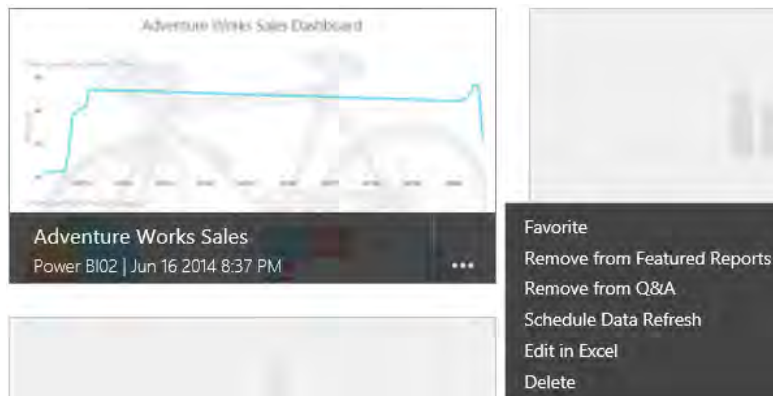 Adventure Works Sales Dashboard
Adventure Works Sales
Power BI02 | Jun 16 2014 8:37 PM
Favorite
Remove from Featured Reports
Remove from Q&A
Schedule Data Refresh
Edit in Excel
Delete